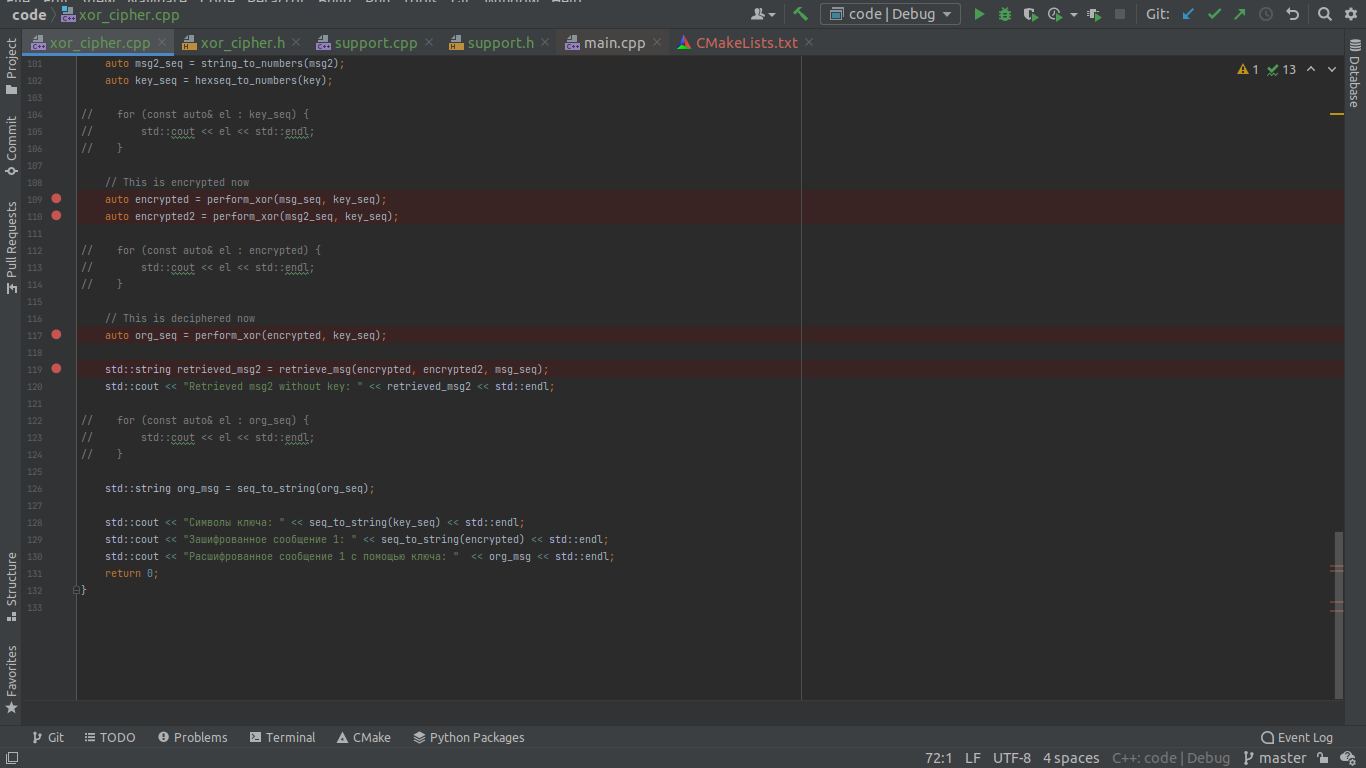 code xor_cipher.cpp
code | Debug
Git:
xor_cipher.cpp xor_cipher.h support.cpp support.h main.cpp CMakeLists.txt
Project
Commit
Pull Requests
Structure
Favorites
Database
1 13
101 auto msg2_seq = string_to_numbers(msg2);
102 auto key_seq = hexseq_to_numbers(key);
103
104 // for (const auto& el : key_seq) {
105 // std::cout << el << std::endl;
106 // }
107
108 // This is encrypted now
109 auto encrypted = perform_xor(msg_seq, key_seq);
110 auto encrypted2 = perform_xor(msg2_seq, key_seq);
111
112 // for (const auto& el : encrypted) {
113 // std::cout << el << std::endl;
114 // }
115
116 // This is deciphered now
117 auto org_seq = perform_xor(encrypted, key_seq);
118
119 std::string retrieved_msg2 = retrieve_msg(encrypted, encrypted2, msg_seq);
120 std::cout << "Retrieved msg2 without key: " << retrieved_msg2 << std::endl;
121
122 // for (const auto& el : org_seq) {
123 // std::cout << el << std::endl;
124 // }
125
126 std::string org_msg = seq_to_string(org_seq);
127
128 std::cout << "Символы ключа: " << seq_to_string(key_seq) << std::endl;
129 std::cout << "Зашифрованное сообщение 1: " << seq_to_string(encrypted) << std::endl;
130 std::cout << "Расшифрованное сообщение 1 с помощью ключа: " << org_msg << std::endl;
131 return 0;
132 }
133
Git TODO Problems Terminal CMake Python Packages Event Log
72:1 LF UTF-8 4 spaces C++: code | Debug master